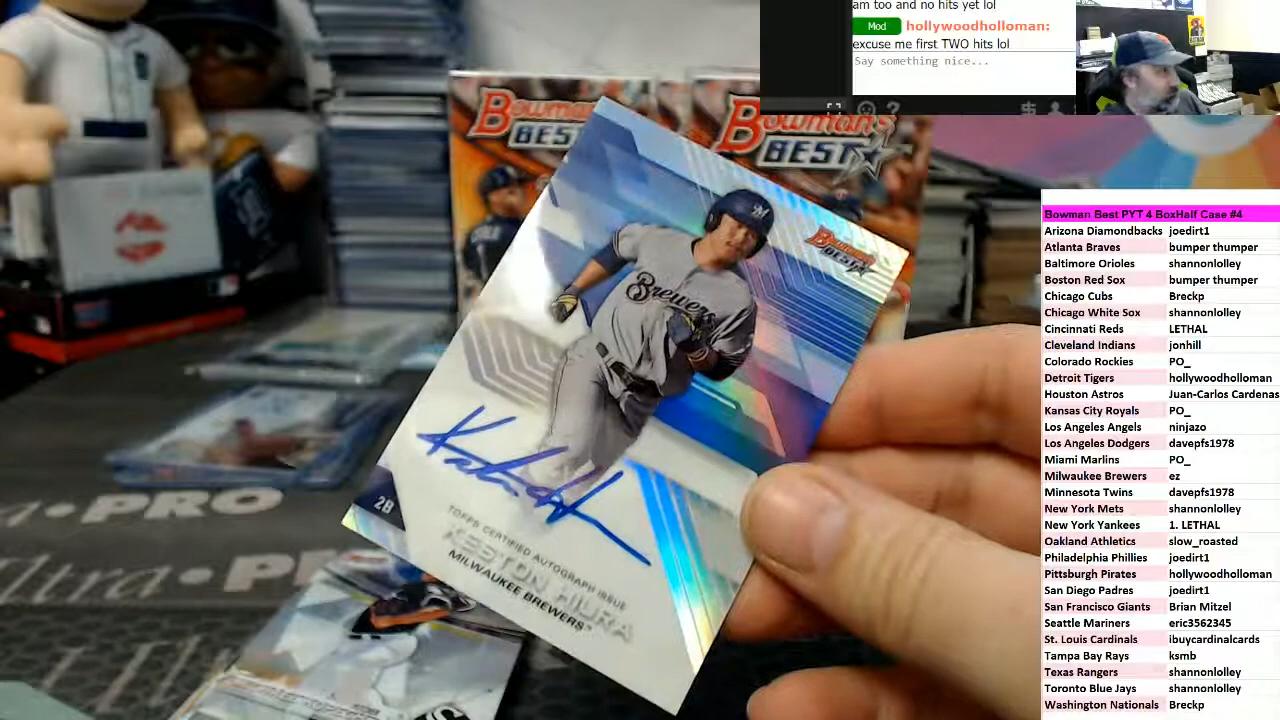 am too and no hits yet lol
Mod hollywoodholloman:
excuse me first TWO hits lol
Say something nice...
Bowman's BEST
Bowman's BEST
Bowman's BEST
Brewers
2B
TOPPS CERTIFIED AUTOGRAPH ISSUE
KESTON HIURA
MILWAUKEE BREWERS™
PRO
Ultra PRO
Bowman Best PYT 4 BoxHalf Case #4
Arizona Diamondbacks joedirt1
Atlanta Braves bumper thumper
Baltimore Orioles shannonlolley
Boston Red Sox bumper thumper
Chicago Cubs Breckp
Chicago White Sox shannonlolley
Cincinnati Reds LETHAL
Cleveland Indians jonhill
Colorado Rockies PO_
Detroit Tigers hollywoodholloman
Houston Astros Juan-Carlos Cardenas
Kansas City Royals PO_
Los Angeles Angels ninjazo
Los Angeles Dodgers davepfs1978
Miami Marlins PO_
Milwaukee Brewers ez
Minnesota Twins davepfs1978
New York Mets shannonlolley
New York Yankees 1. LETHAL
Oakland Athletics slow_roasted
Philadelphia Phillies joedirt1
Pittsburgh Pirates hollywoodholloman
San Diego Padres joedirt1
San Francisco Giants Brian Mitzel
Seattle Mariners eric3562345
St. Louis Cardinals ibuycardinalcards
Tampa Bay Rays ksmb
Texas Rangers shannonlolley
Toronto Blue Jays shannonlolley
Washington Nationals Breckp